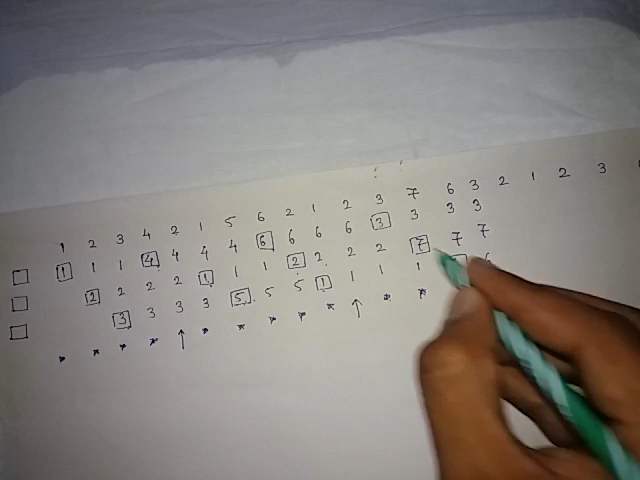 1 2 3 4 2 1 5 6 2 1 2 3 7 6 3 2 1 2 3
1 1 1 4 4 4 4 6 6 6 6 3 3 3 3
2 2 2 2 1 1 1 2 2 2 2 7 7 7
3 3 3 3 5 5 5 1 1 1 1
* * * * ↑ * * * * * ↑ * *